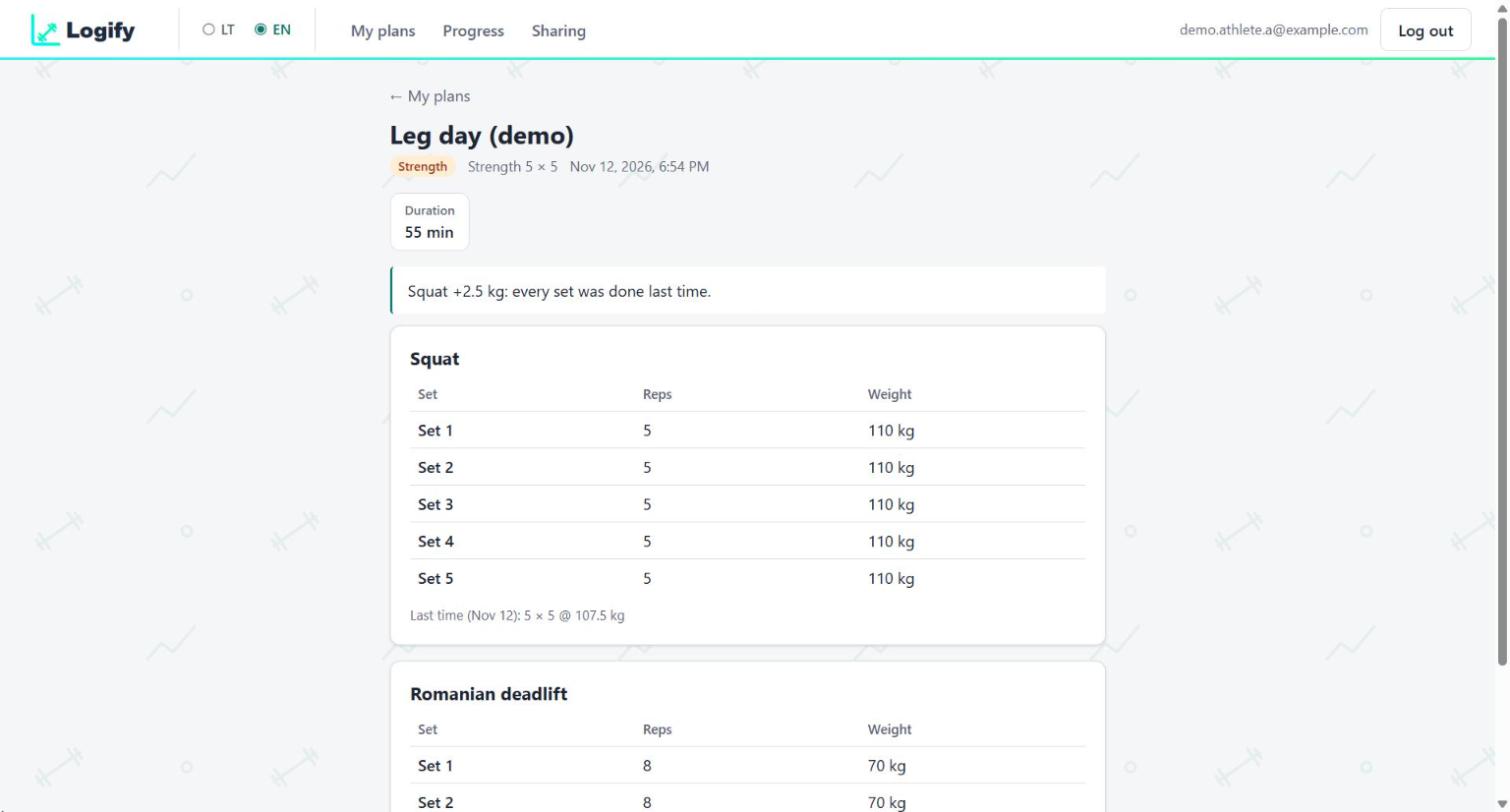 Logify
LT EN
My plans Progress Sharing
demo.athlete.a@example.com Log out
← My plans
Leg day (demo)
Strength Strength 5 × 5 Nov 12, 2026, 6:54 PM
Duration
55 min
Squat +2.5 kg: every set was done last time.
Squat
Set Reps Weight
Set 1 5 110 kg
Set 2 5 110 kg
Set 3 5 110 kg
Set 4 5 110 kg
Set 5 5 110 kg
Last time (Nov 12): 5 × 5 @ 107.5 kg
Romanian deadlift
Set Reps Weight
Set 1 8 70 kg
Set 2 8 70 kg